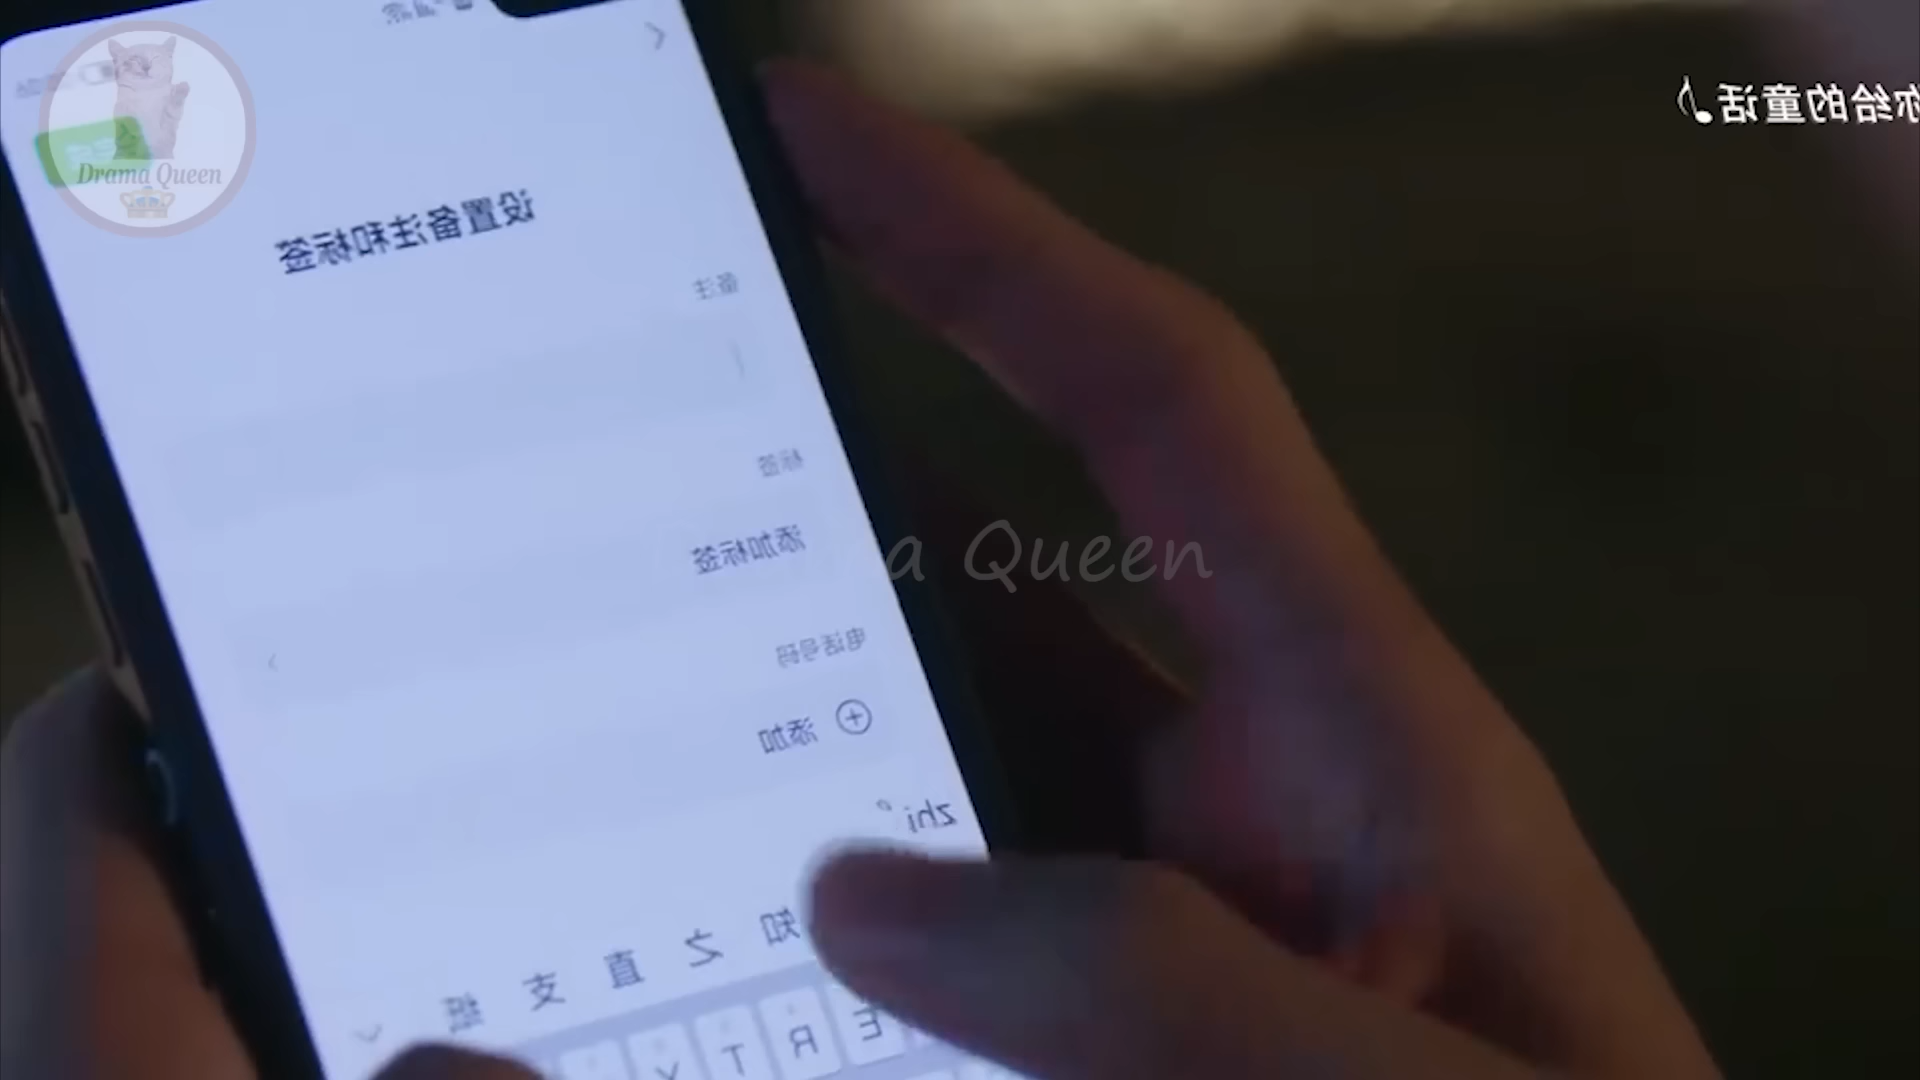 你给的童话
Drama Queen
设置备注和标签
备注
标签
添加标签
a Queen
电话号码
添加
zhi
知 之 直 支 纸
E R T Y